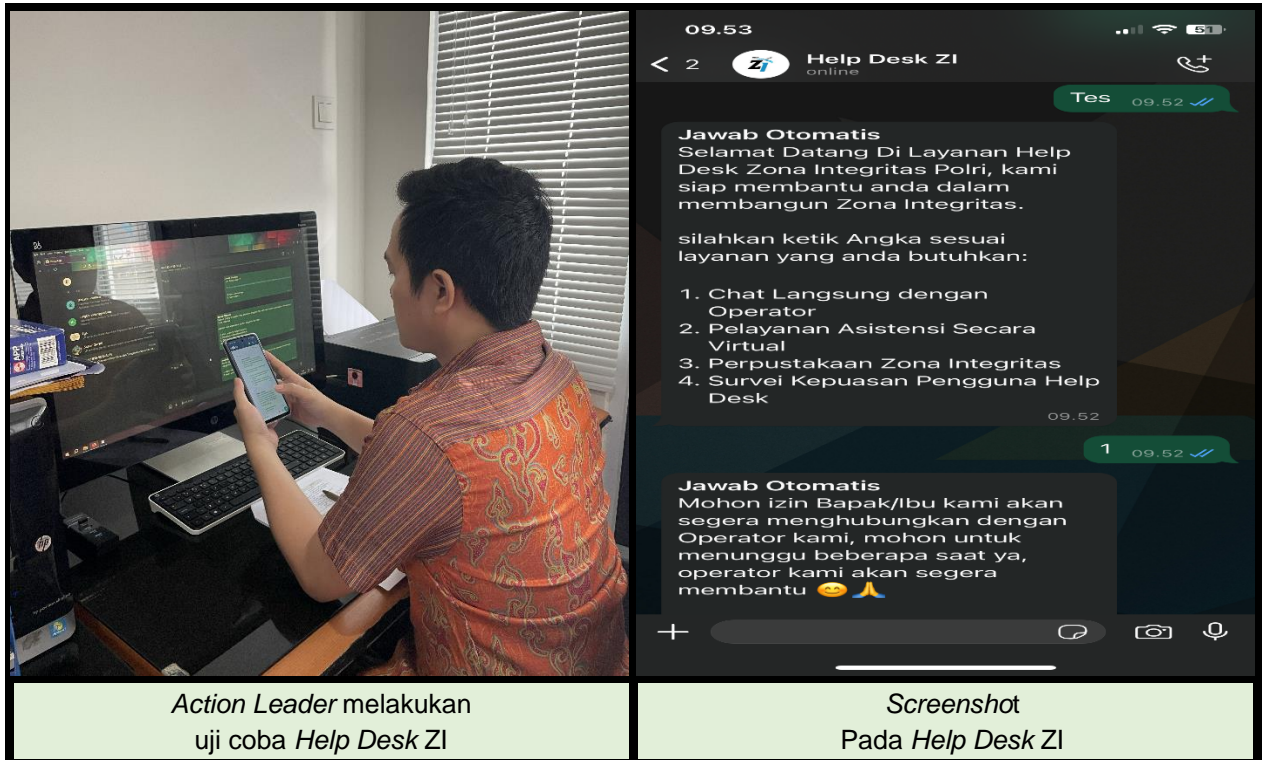 09.53
51
2
Zi
Help Desk ZI
online
Tes 09.52
Jawab Otomatis
Selamat Datang Di Layanan Help
Desk Zona Integritas Polri, kami
siap membantu anda dalam
membangun Zona Integritas.
silahkan ketik Angka sesuai
layanan yang anda butuhkan:
1. Chat Langsung dengan
Operator
2. Pelayanan Asistensi Secara
Virtual
3. Perpustakaan Zona Integritas
4. Survei Kepuasan Pengguna Help
Desk
09.52
1 09.52
Jawab Otomatis
Mohon izin Bapak/Ibu kami akan
segera menghubungkan dengan
Operator kami, mohon untuk
menunggu beberapa saat ya,
operator kami akan segera
membantu 😊🙏
hp
Action Leader melakukan
uji coba Help Desk ZI
Screenshot
Pada Help Desk ZI